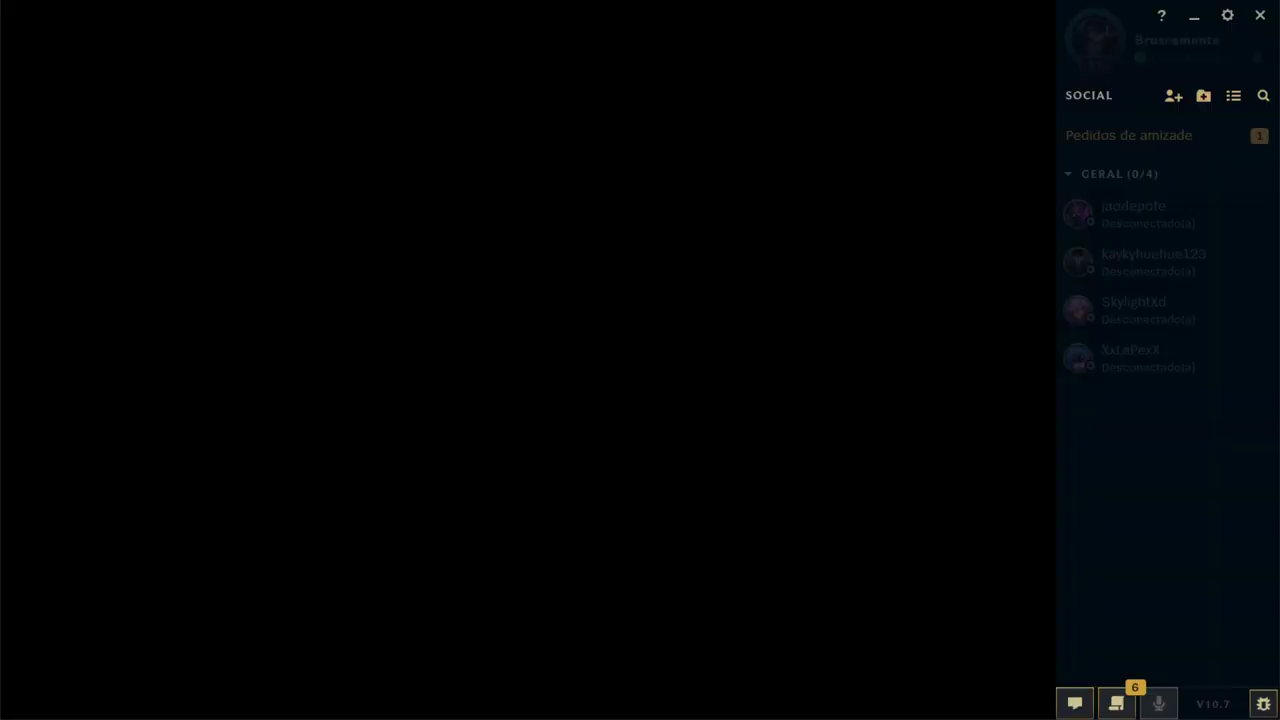 ?
Bruscamente
SOCIAL
Pedidos de amizade 1
GERAL (0/4)
jaodepote
Desconectado(a)
kaykyhuehue123
Desconectado(a)
SkylightXd
Desconectado(a)
XxLaPexX
Desconectado(a)
6
V10.7